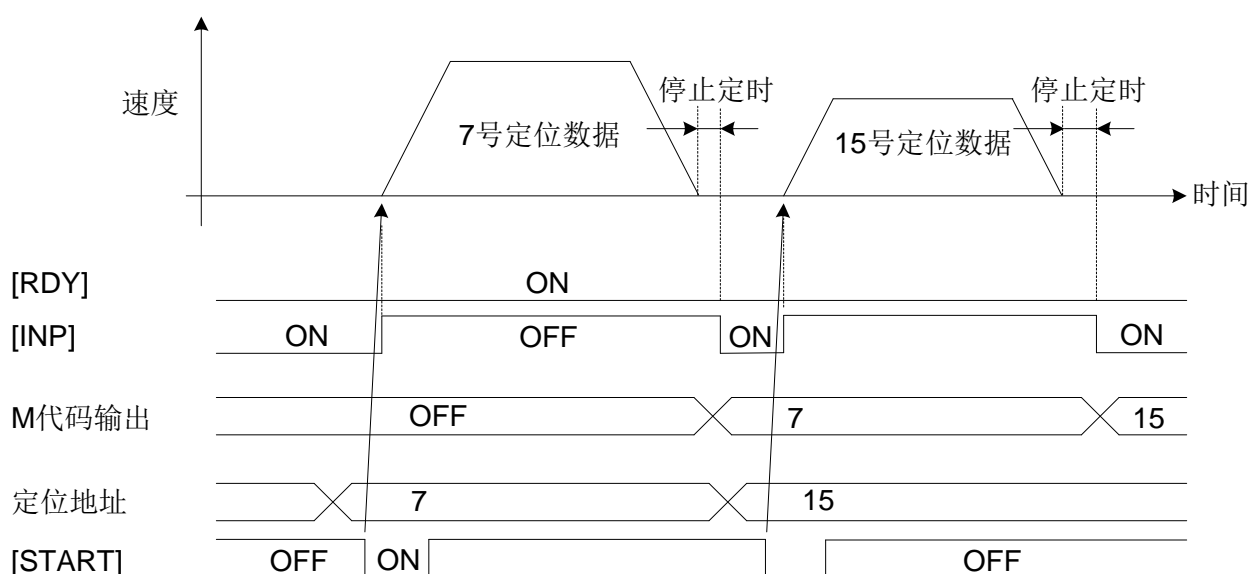 停止定时 停止定时
速度
7号定位数据 15号定位数据
时间
[RDY] ON
[INP] ON OFF ON ON
M代码输出 OFF 7 15
定位地址 7 15
[START] OFF ON OFF